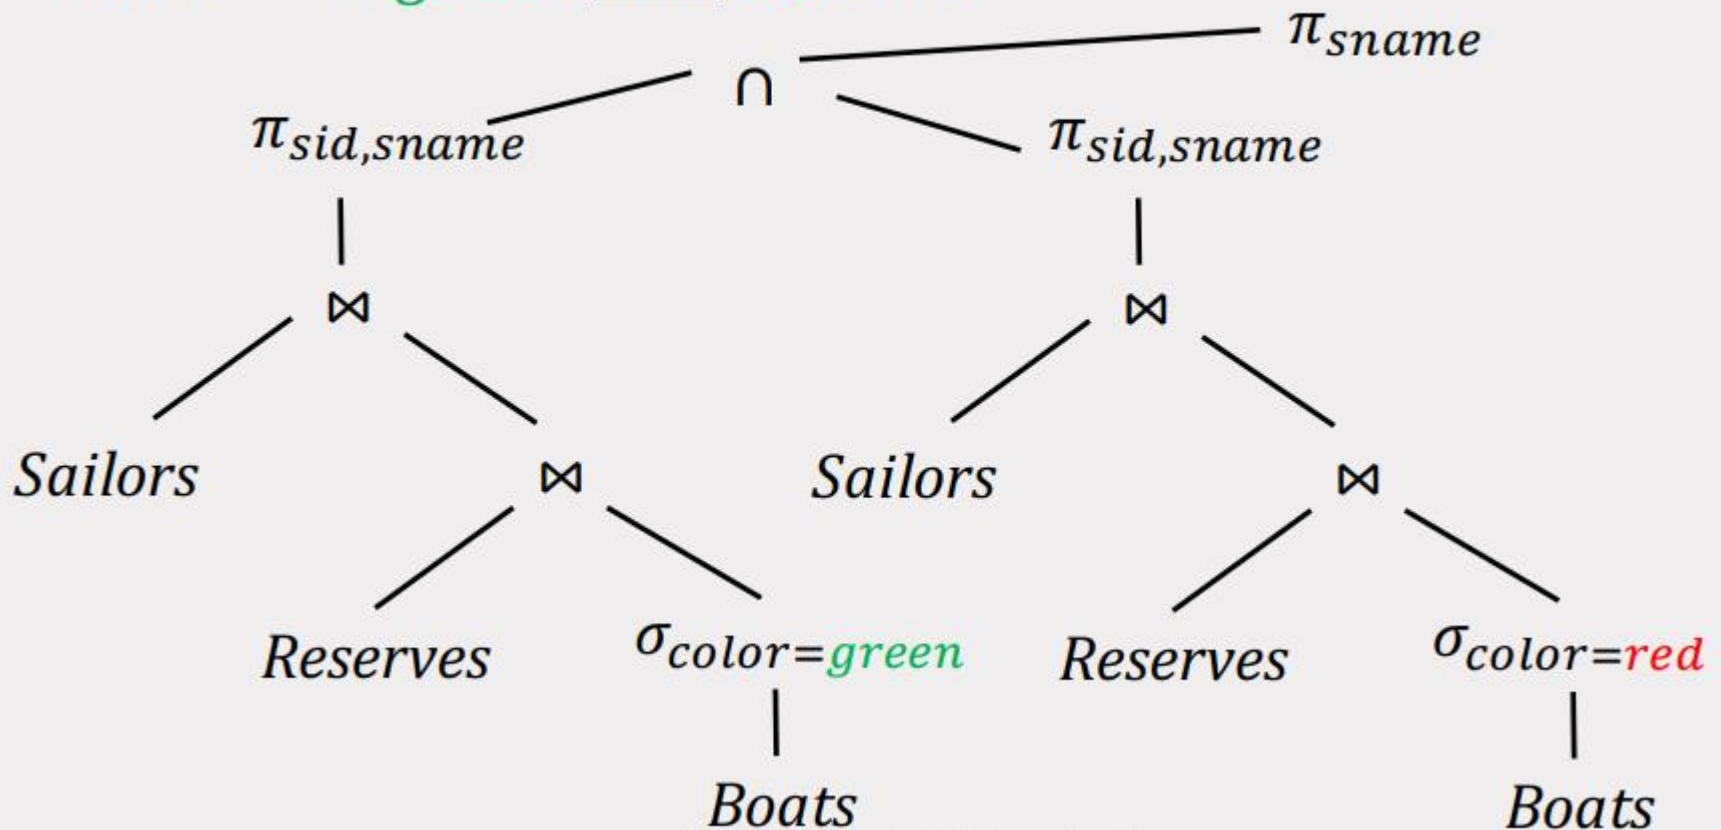 π_sname
∩
π_sid,sname π_sid,sname
⋈ ⋈
Sailors ⋈ Sailors ⋈
Reserves σ_color=green Reserves σ_color=red
Boats Boats